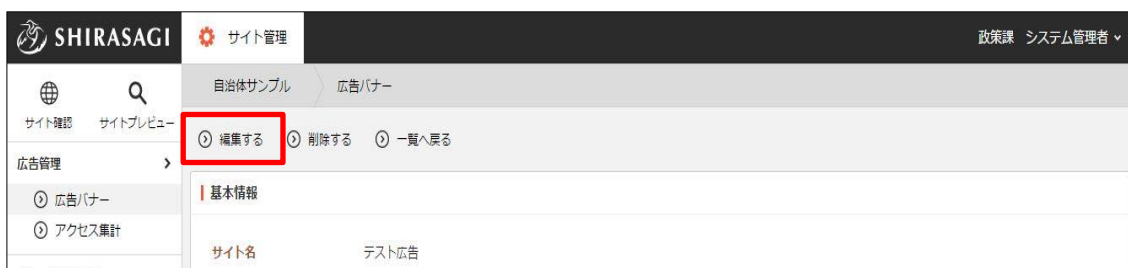 SHIRASAGI サイト管理 政策課 システム管理者
サイト確認 サイトプレビュー
自治体サンプル 広告バナー
編集する 削除する 一覧へ戻る
広告管理
広告バナー
アクセス集計
基本情報
サイト名 テスト広告